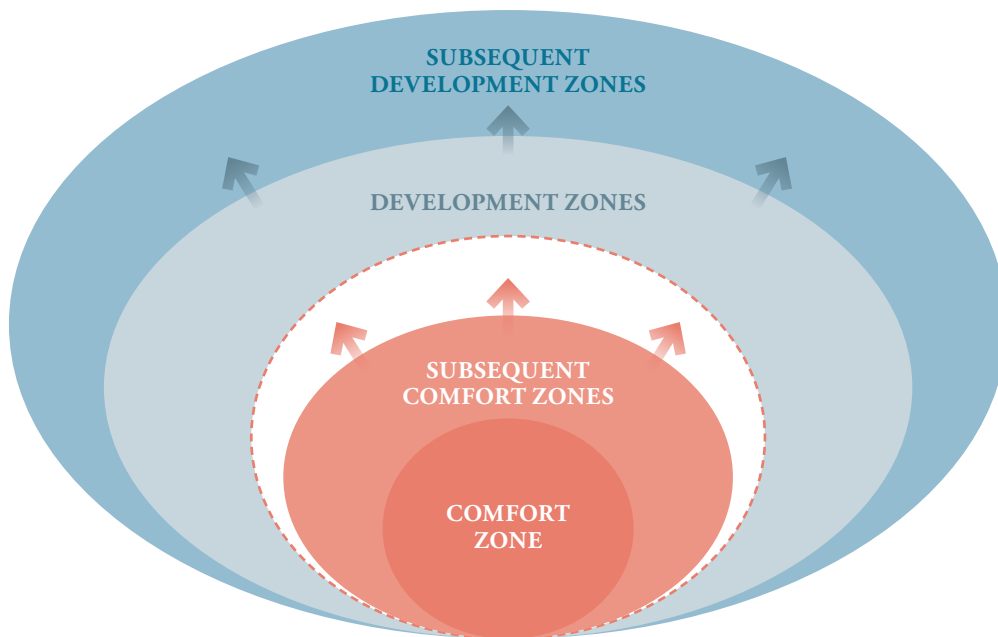 SUBSEQUENT
DEVELOPMENT ZONES
DEVELOPMENT ZONES
SUBSEQUENT
COMFORT ZONES
COMFORT
ZONE